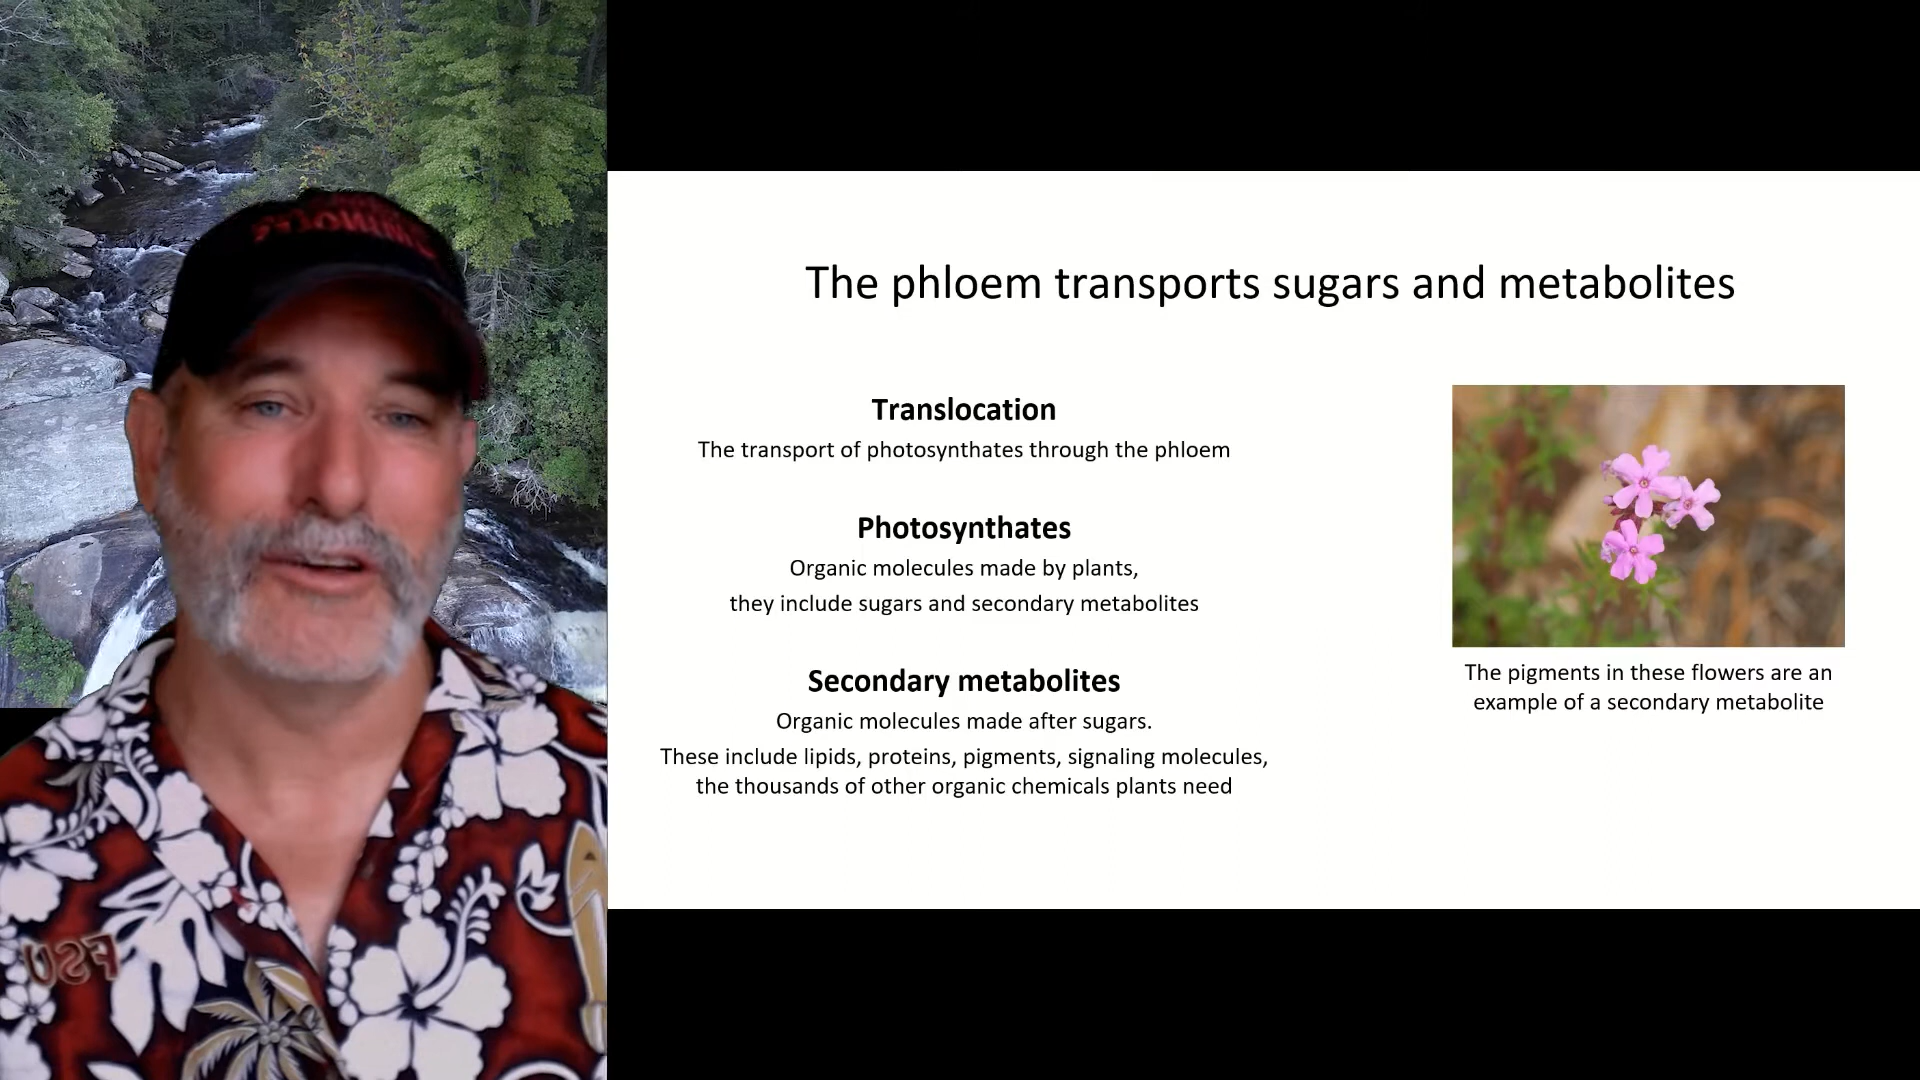 The phloem transports sugars and metabolites
Translocation
The transport of photosynthates through the phloem
Photosynthates
Organic molecules made by plants,
they include sugars and secondary metabolites
Secondary metabolites
Organic molecules made after sugars.
These include lipids, proteins, pigments, signaling molecules,
the thousands of other organic chemicals plants need
The pigments in these flowers are an
example of a secondary metabolite
FSU